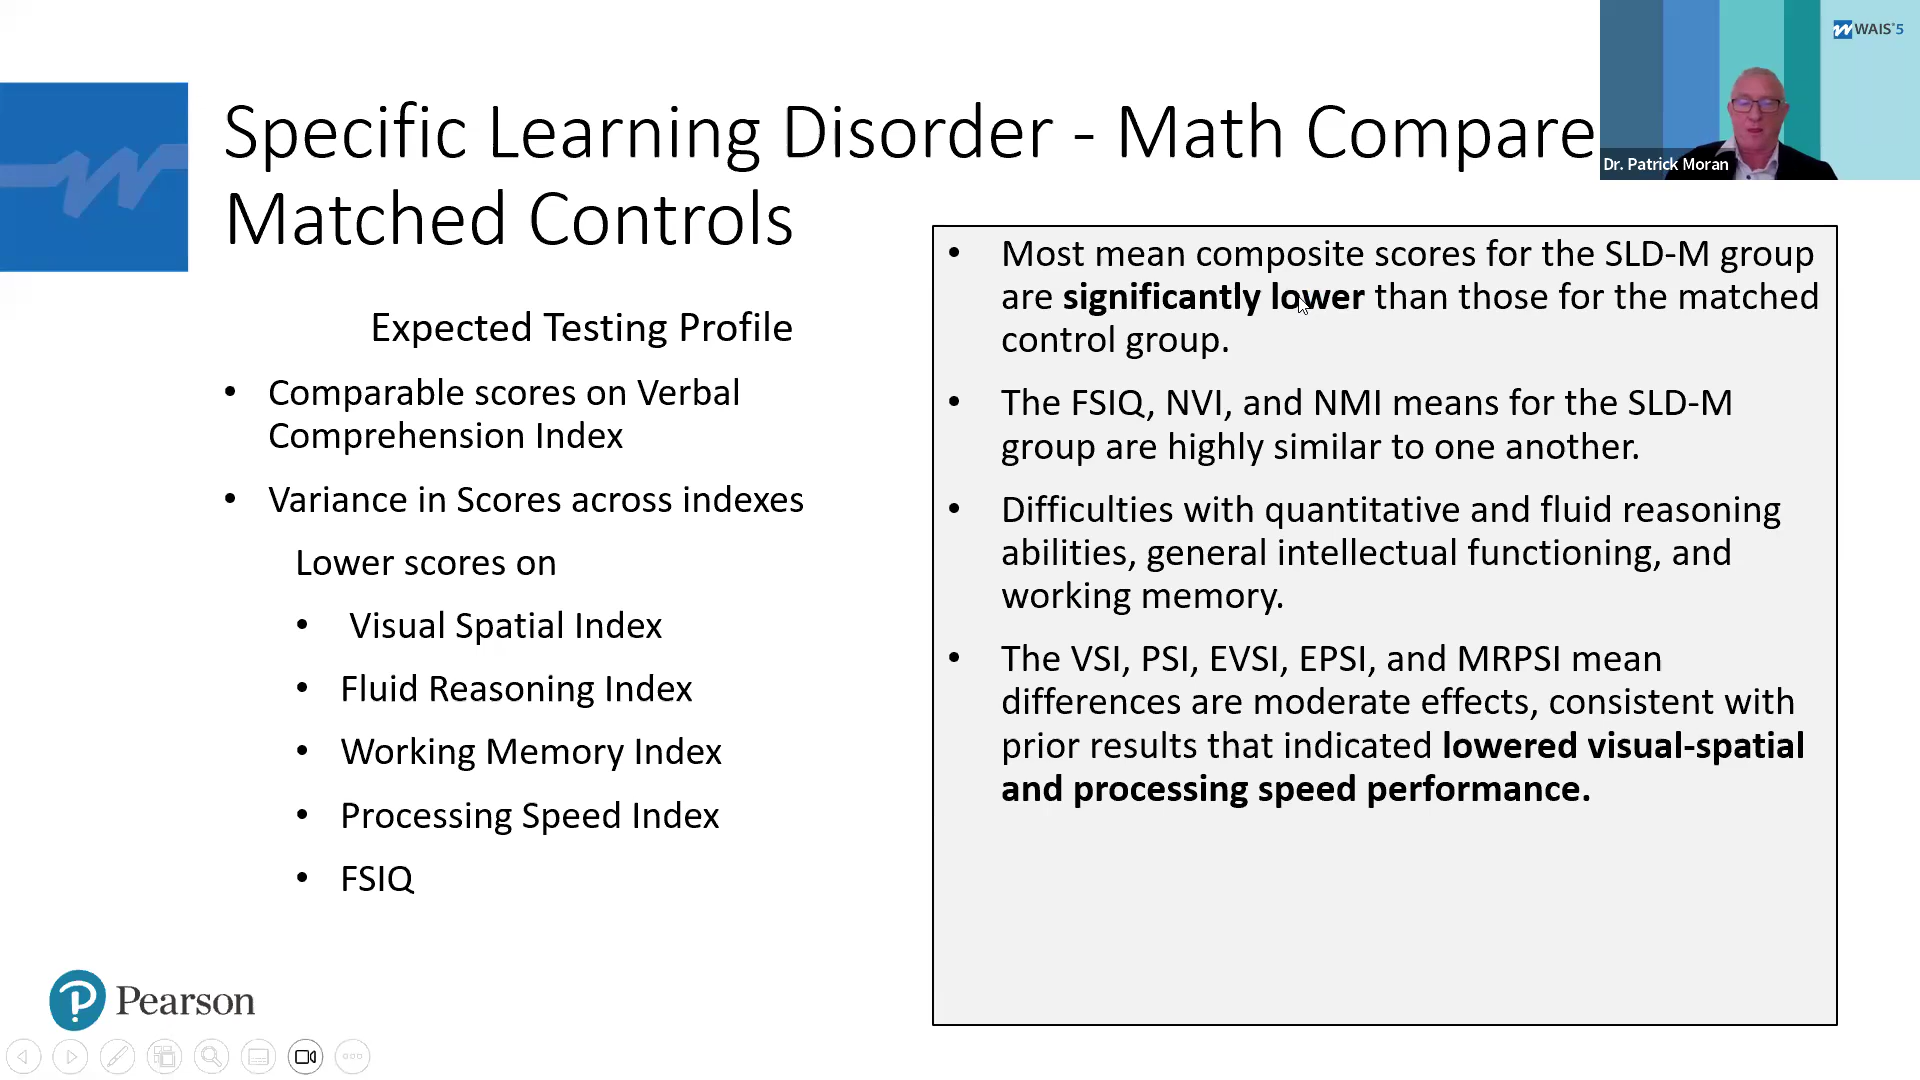 WAIS®5
Dr. Patrick Moran
Specific Learning Disorder - Math Compare
Matched Controls
Expected Testing Profile
• Comparable scores on Verbal
Comprehension Index
• Variance in Scores across indexes
Lower scores on
• Visual Spatial Index
• Fluid Reasoning Index
• Working Memory Index
• Processing Speed Index
• FSIQ
• Most mean composite scores for the SLD-M group
are significantly lower than those for the matched
control group.
• The FSIQ, NVI, and NMI means for the SLD-M
group are highly similar to one another.
• Difficulties with quantitative and fluid reasoning
abilities, general intellectual functioning, and
working memory.
• The VSI, PSI, EVSI, EPSI, and MRPSI mean
differences are moderate effects, consistent with
prior results that indicated lowered visual-spatial
and processing speed performance.
Pearson